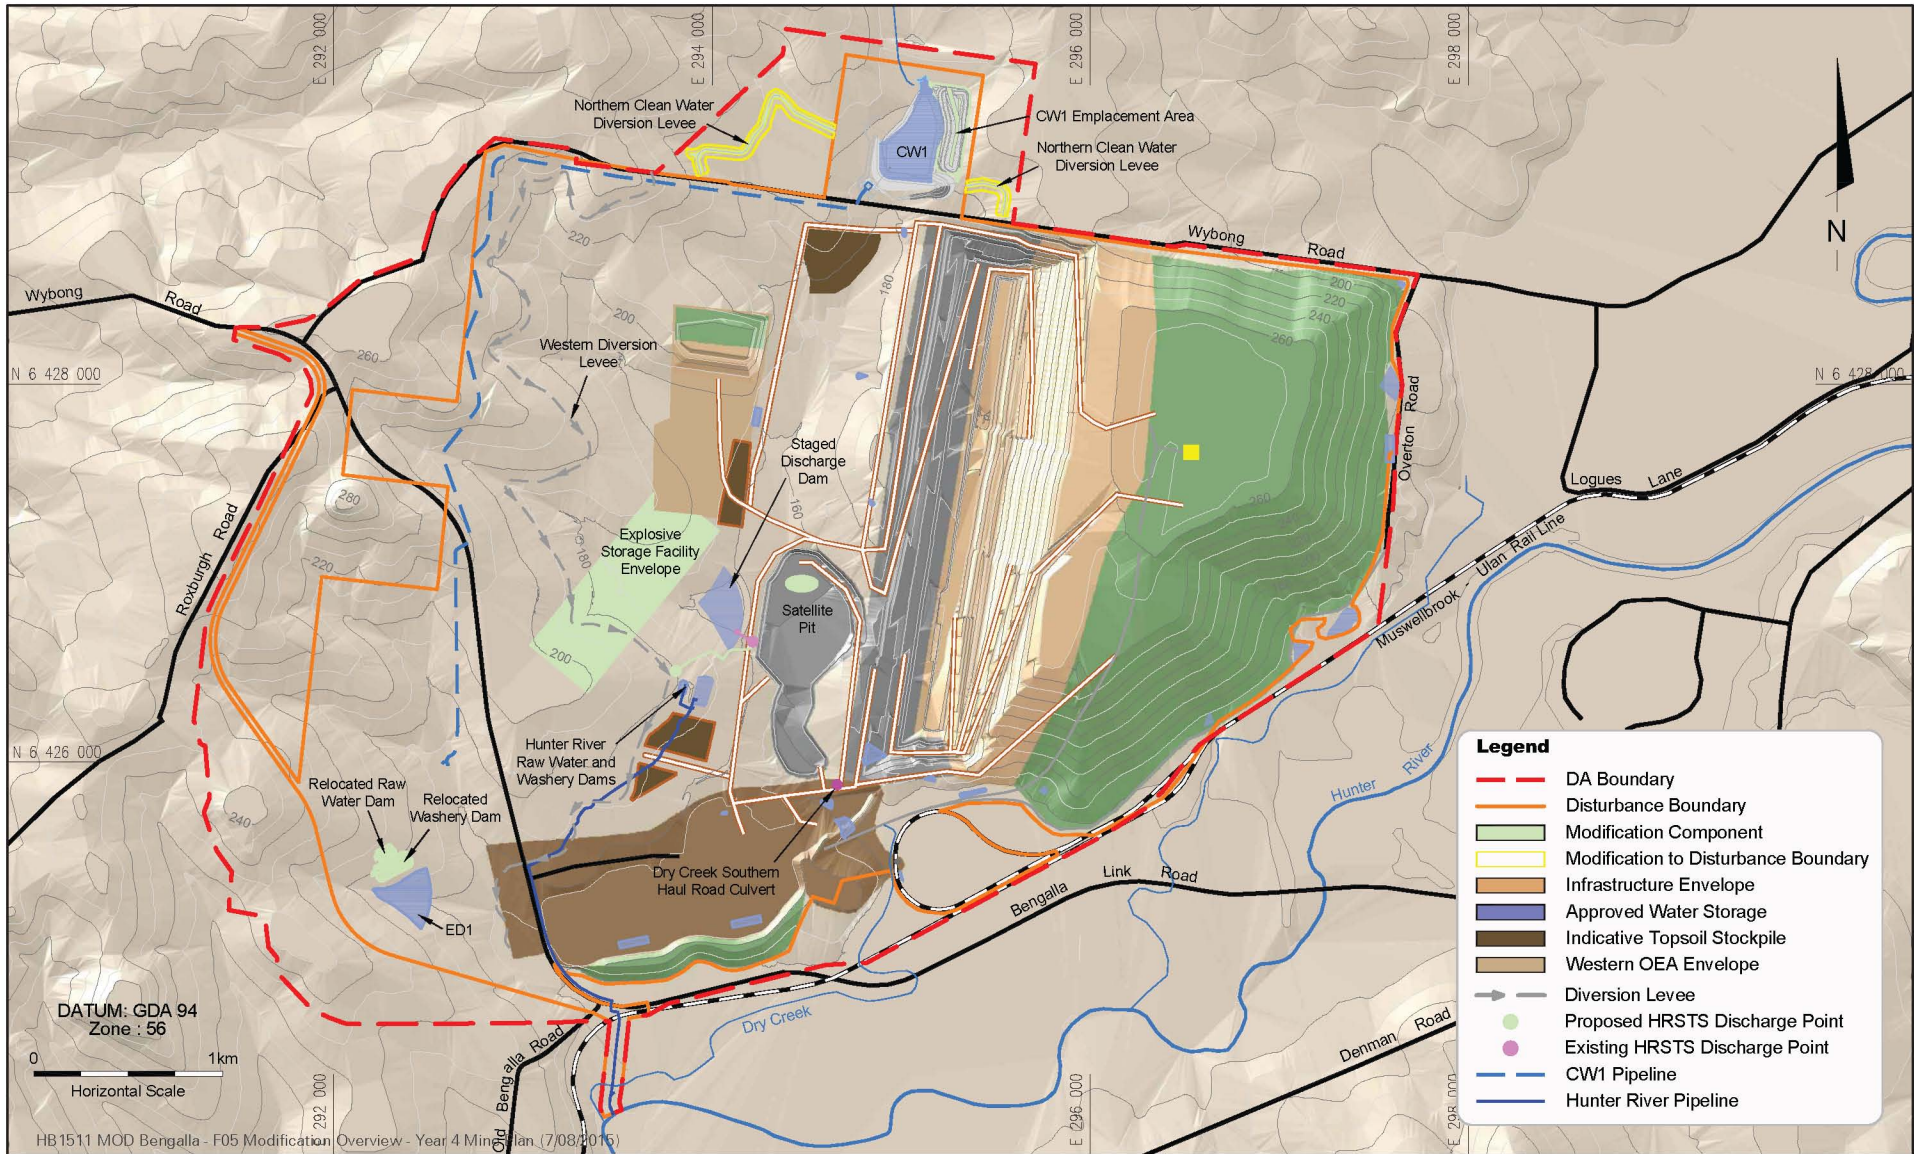 E 292 000
E 294 000
E 296 000
E 298 000
Northern Clean Water
Diversion Levee
CW1 Emplacement Area
CW1
Northern Clean Water
Diversion Levee
N
220
Wybong Road
200
220
240
260
180
Wybong Road
200
260
Western Diversion
Levee
N 6 428 000
N 6 428 000
Overton Road
Staged
Discharge
Dam
Logues Lane
280
160
260
Roxburgh Road
Explosive
Storage Facility
Envelope
180
220
Muswellbrook - Ulan Rail Line
Satellite
Pit
200
N 6 426 000
Hunter River
Raw Water and
Washery Dams
Relocated Raw
Water Dam
Relocated
Washery Dam
240
Hunter River
Dry Creek Southern
Haul Road Culvert
Bengalla Link Road
ED1
Dry Creek
Denman Road
Old Bengalla Road
DATUM: GDA 94
Zone : 56
0 1km
Horizontal Scale
E 292 000
E 296 000
E 298 000
Legend
DA Boundary
Disturbance Boundary
Modification Component
Modification to Disturbance Boundary
Infrastructure Envelope
Approved Water Storage
Indicative Topsoil Stockpile
Western OEA Envelope
Diversion Levee
Proposed HRSTS Discharge Point
Existing HRSTS Discharge Point
CW1 Pipeline
Hunter River Pipeline
HB1511 MOD Bengalla - F05 Modification Overview - Year 4 Mine Plan (7/08/2015)